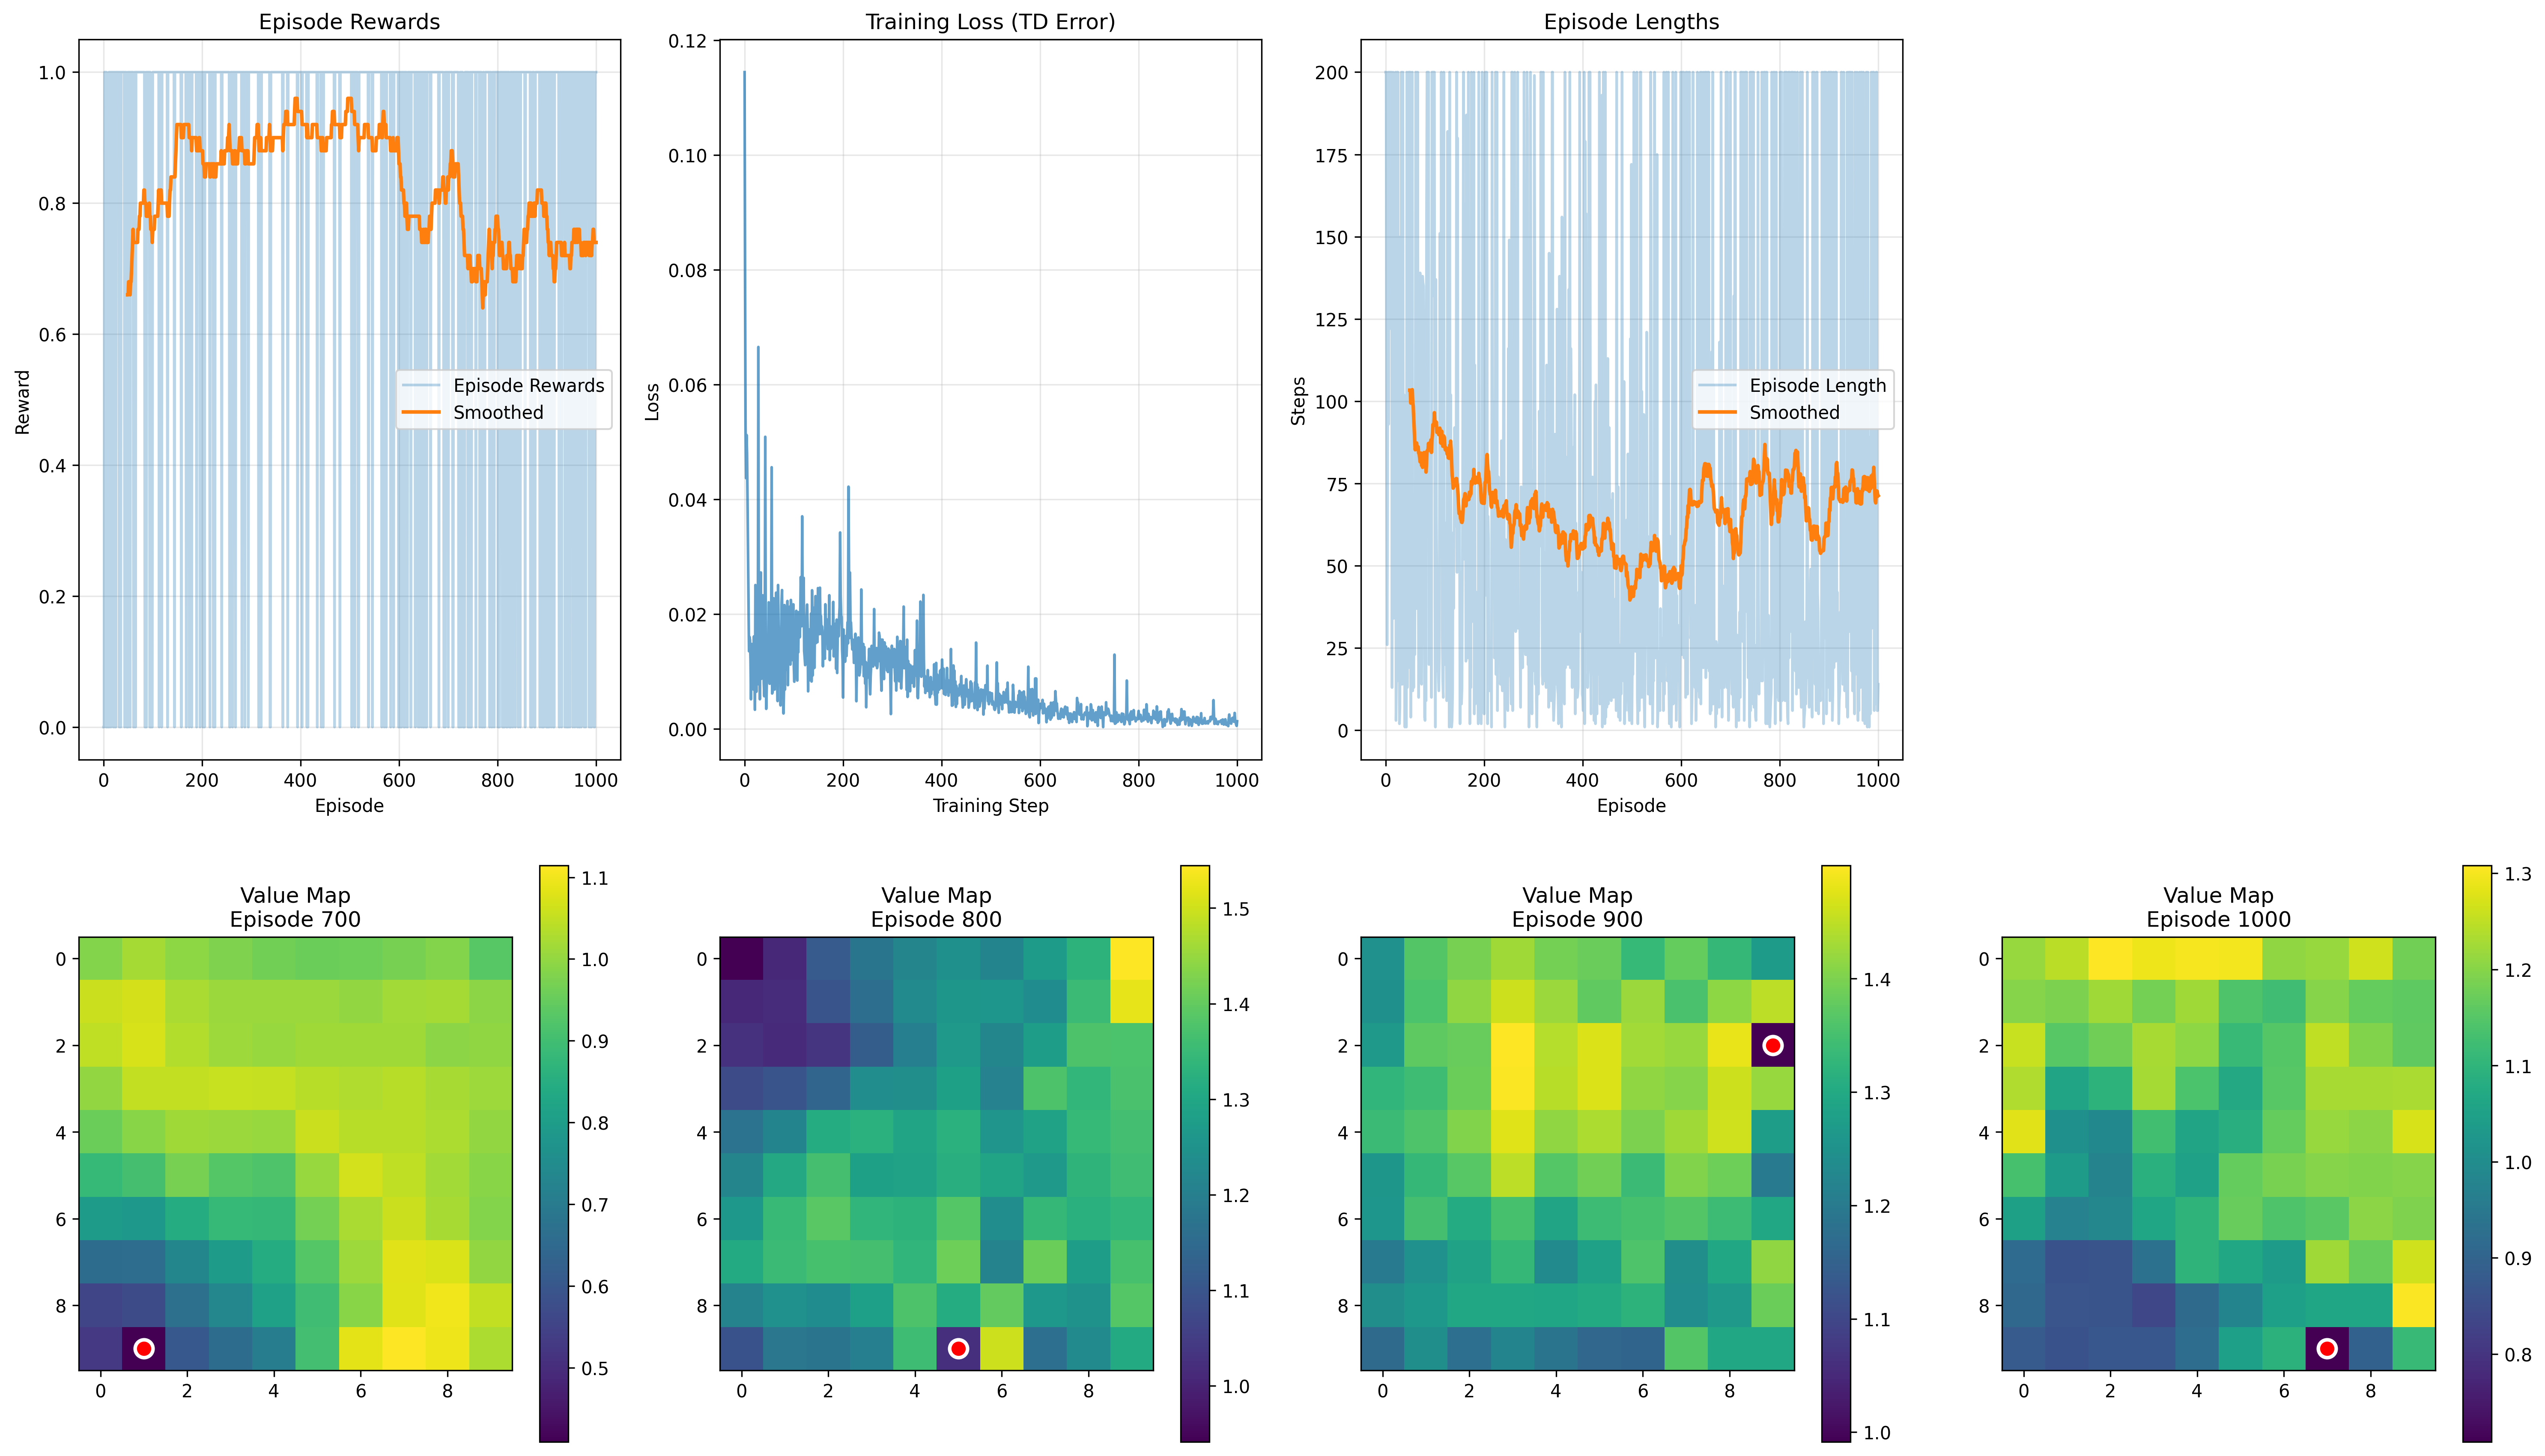 Episode Rewards
1.0
0.8
0.6
0.4
0.2
0.0
Reward
0 200 400 600 800 1000
Episode
Episode Rewards
Smoothed
Training Loss (TD Error)
0.12
0.10
0.08
0.06
0.04
0.02
0.00
Loss
0 200 400 600 800 1000
Training Step
Episode Lengths
200
175
150
125
100
75
50
25
0
Steps
0 200 400 600 800 1000
Episode
Episode Length
Smoothed
Value Map
Episode 700
0
2
4
6
8
0 2 4 6 8
1.1
1.0
0.9
0.8
0.7
0.6
0.5
Value Map
Episode 800
0
2
4
6
8
0 2 4 6 8
1.5
1.4
1.3
1.2
1.1
1.0
Value Map
Episode 900
0
2
4
6
8
0 2 4 6 8
1.4
1.3
1.2
1.1
1.0
Value Map
Episode 1000
0
2
4
6
8
0 2 4 6 8
1.3
1.2
1.1
1.0
0.9
0.8